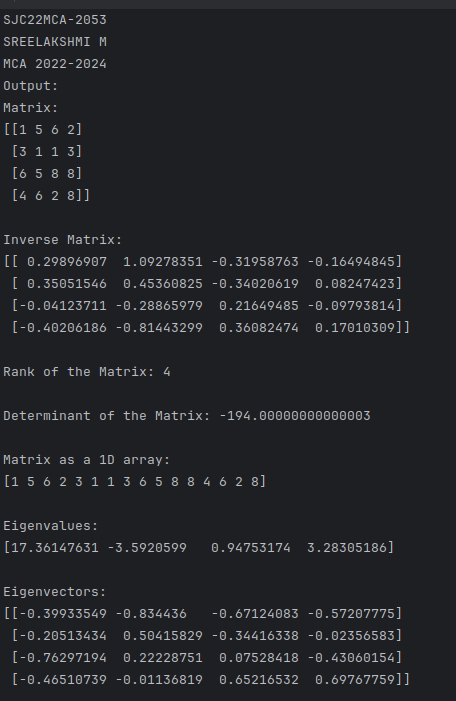 SJC22MCA-2053
SREELAKSHMI M
MCA 2022-2024
Output:
Matrix:
[[1 5 6 2]
 [3 1 1 3]
 [6 5 8 8]
 [4 6 2 8]]

Inverse Matrix:
[[ 0.29896907  1.09278351 -0.31958763 -0.16494845]
 [ 0.35051546  0.45360825 -0.34020619  0.08247423]
 [-0.04123711 -0.28865979  0.21649485 -0.09793814]
 [-0.40206186 -0.81443299  0.36082474  0.17010309]]

Rank of the Matrix: 4

Determinant of the Matrix: -194.00000000000003

Matrix as a 1D array:
[1 5 6 2 3 1 1 3 6 5 8 8 4 6 2 8]

Eigenvalues:
[17.36147631 -3.5920599   0.94753174  3.28305186]

Eigenvectors:
[[-0.39933549 -0.834436   -0.67124083 -0.57207775]
 [-0.20513434  0.50415829 -0.34416338 -0.02356583]
 [-0.76297194  0.22228751  0.07528418 -0.43060154]
 [-0.46510739 -0.01136819  0.65216532  0.69767759]]